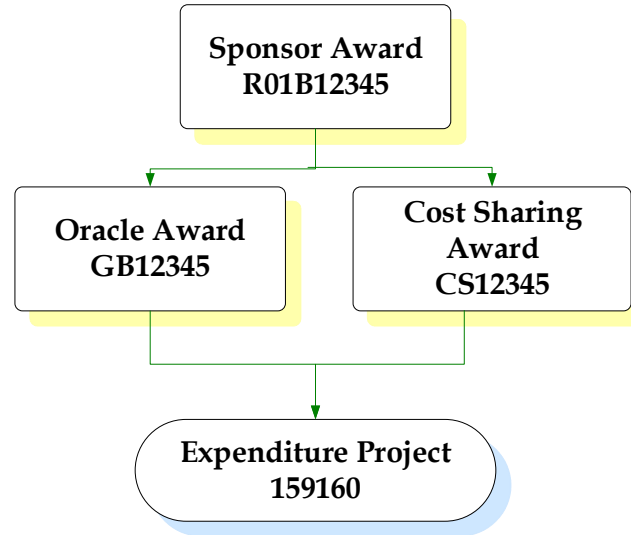 Sponsor Award
R01B12345
Oracle Award
GB12345
Cost Sharing
Award
CS12345
Expenditure Project
159160